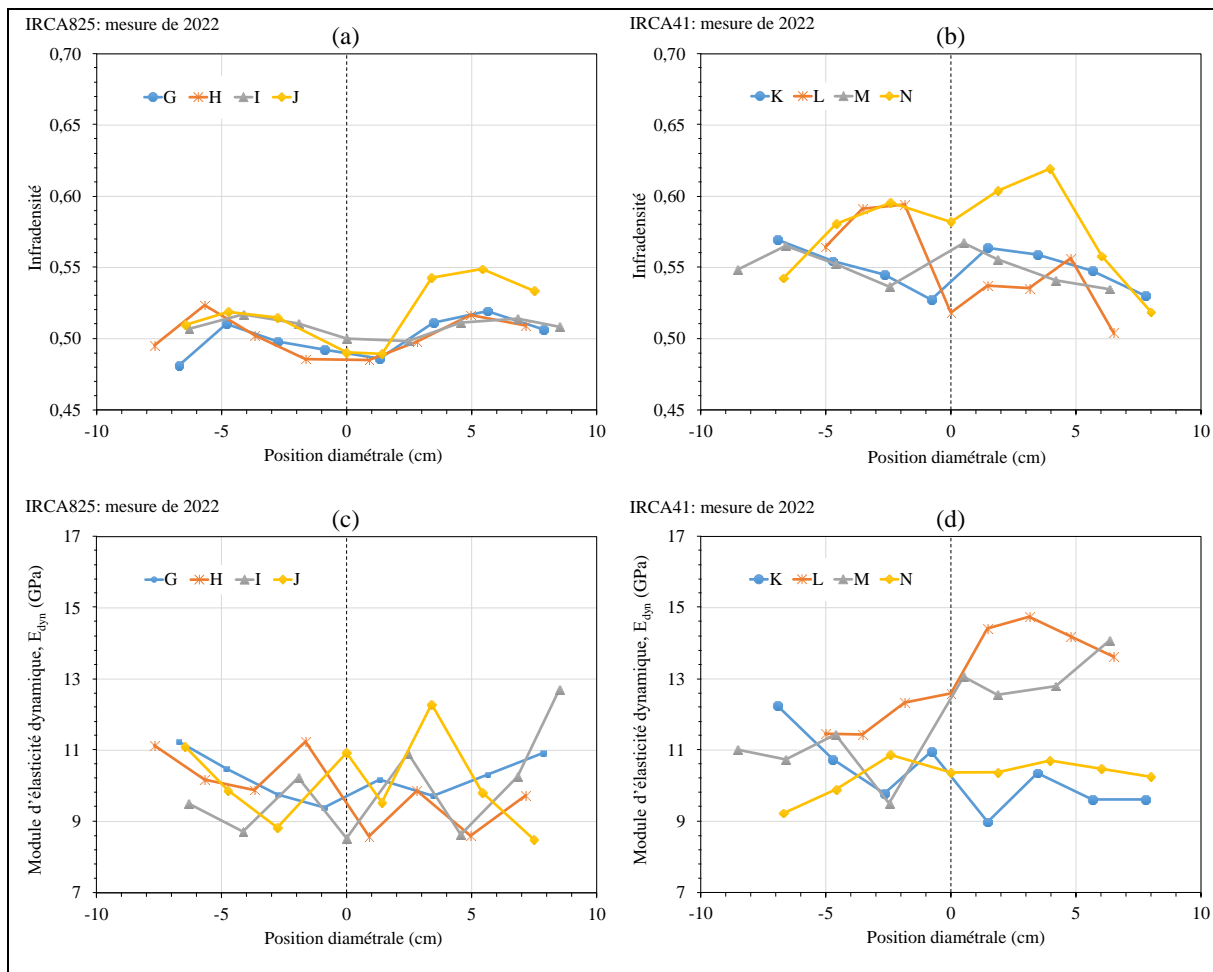 IRCA825: mesure de 2022
(a)
G H I J
0,70
0,65
0,60
0,55
0,50
0,45
Infradensité
-10 -5 0 5 10
Position diamétrale (cm)
IRCA41: mesure de 2022
(b)
K L M N
0,70
0,65
0,60
0,55
0,50
0,45
Infradensité
-10 -5 0 5 10
Position diamétrale (cm)
IRCA825: mesure de 2022
(c)
G H I J
17
15
13
11
9
7
Module d’élasticité dynamique, Edyn (GPa)
-10 -5 0 5 10
Position diamétrale (cm)
IRCA41: mesure de 2022
(d)
K L M N
17
15
13
11
9
7
Module d’élasticité dynamique, Edyn (GPa)
-10 -5 0 5 10
Position diamétrale (cm)